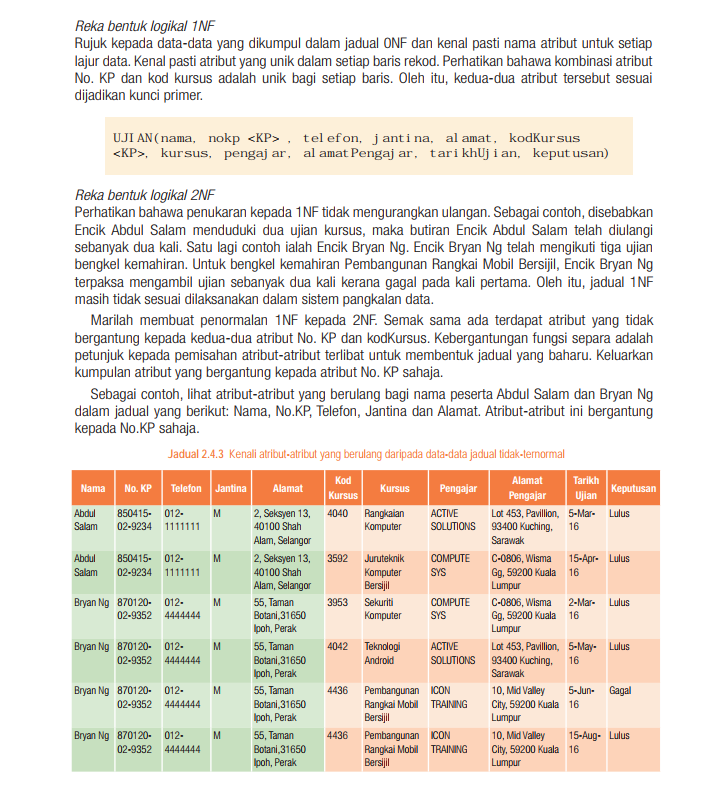 Reka bentuk logikal 1NF
Rujuk kepada data-data yang dikumpul dalam jadual 0NF dan kenal pasti nama atribut untuk setiap
lajur data. Kenal pasti atribut yang unik dalam setiap baris rekod. Perhatikan bahawa kombinasi atribut
No. KP dan kod kursus adalah unik bagi setiap baris. Oleh itu, kedua-dua atribut tersebut sesuai
dijadikan kunci primer.
UJIAN(nama, nokp <KP> , telefon, jantina, alamat, kodKursus
<KP>, kursus, pengajar, alamatPengajar, tarikhUjian, keputusan)
Reka bentuk logikal 2NF
Perhatikan bahawa penukaran kepada 1NF tidak mengurangkan ulangan. Sebagai contoh, disebabkan
Encik Abdul Salam menduduki dua ujian kursus, maka butiran Encik Abdul Salam telah diulangi
sebanyak dua kali. Satu lagi contoh ialah Encik Bryan Ng. Encik Bryan Ng telah mengikuti tiga ujian
bengkel kemahiran. Untuk bengkel kemahiran Pembangunan Rangkai Mobil Bersijil, Encik Bryan Ng
terpaksa mengambil ujian sebanyak dua kali kerana gagal pada kali pertama. Oleh itu, jadual 1NF
masih tidak sesuai dilaksanakan dalam sistem pangkalan data.
Marilah membuat penormalan 1NF kepada 2NF. Semak sama ada terdapat atribut yang tidak
bergantung kepada kedua-dua atribut No. KP dan kodKursus. Kebergantungan fungsi separa adalah
petunjuk kepada pemisahan atribut-atribut terlibat untuk membentuk jadual yang baharu. Keluarkan
kumpulan atribut yang bergantung kepada atribut No. KP sahaja.
Sebagai contoh, lihat atribut-atribut yang berulang bagi nama peserta Abdul Salam dan Bryan Ng
dalam jadual yang berikut: Nama, No.KP, Telefon, Jantina dan Alamat. Atribut-atribut ini bergantung
kepada No.KP sahaja.
Jadual 2.4.3 Kenali atribut-atribut yang berulang daripada data-data jadual tidak-ternormal
Nama No. KP Telefon Jantina Alamat Kod Kursus Pengajar Alamat Tarikh Keputusan
Kursus Pengajar Ujian
Abdul 850415- 012- M 2, Seksyen 13, 4040 Rangkaian ACTIVE Lot 453, Pavillion, 5-Mar- Lulus
Salam 02-9234 1111111 40100 Shah Komputer SOLUTIONS 93400 Kuching, 16
Alam, Selangor Sarawak
Abdul 850415- 012- M 2, Seksyen 13, 3592 Juruteknik COMPUTE C-0806, Wisma 15-Apr- Lulus
Salam 02-9234 1111111 40100 Shah Komputer SYS Gg, 59200 Kuala 16
Alam, Selangor Bersijil Lumpur
Bryan Ng 870120- 012- M 55, Taman 3953 Sekuriti COMPUTE C-0806, Wisma 2-Mar- Lulus
02-9352 4444444 Botani,31650 Komputer SYS Gg, 59200 Kuala 16
Ipoh, Perak Lumpur
Bryan Ng 870120- 012- M 55, Taman 4042 Teknologi ACTIVE Lot 453, Pavillion, 5-May- Lulus
02-9352 4444444 Botani,31650 Android SOLUTIONS 93400 Kuching, 16
Ipoh, Perak Sarawak
Bryan Ng 870120- 012- M 55, Taman 4436 Pembangunan ICON 10, Mid Valley 5-Jun- Gagal
02-9352 4444444 Botani,31650 Rangkai Mobil TRAINING City, 59200 Kuala 16
Ipoh, Perak Bersijil Lumpur
Bryan Ng 870120- 012- M 55, Taman 4436 Pembangunan ICON 10, Mid Valley 15-Aug- Lulus
02-9352 4444444 Botani,31650 Rangkai Mobil TRAINING City, 59200 Kuala 16
Ipoh, Perak Bersijil Lumpur